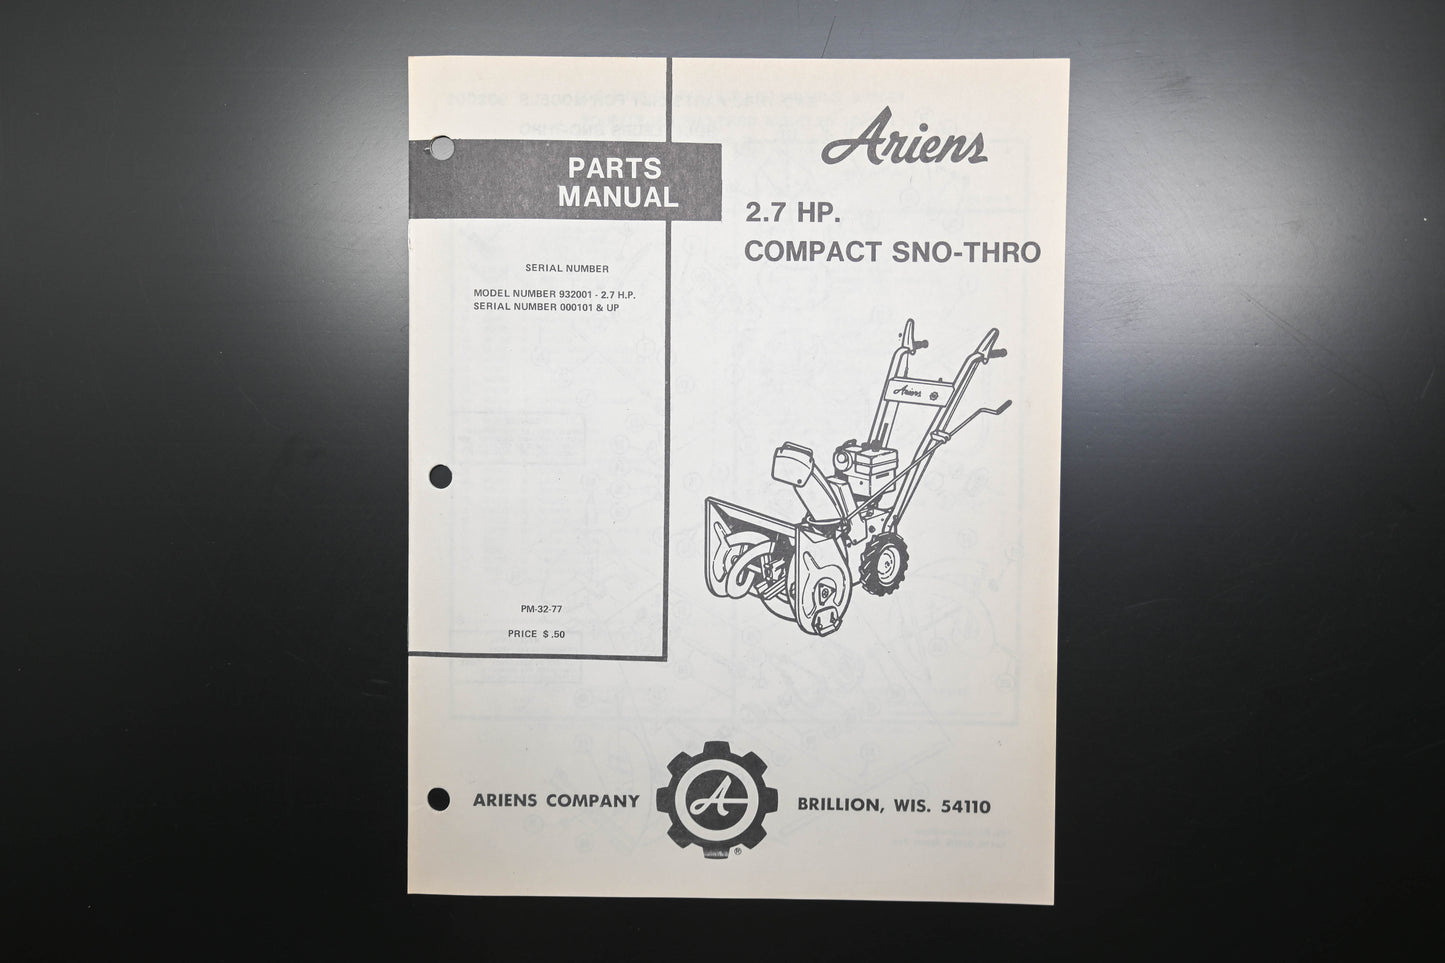 PARTS
MANUAL
SERIAL NUMBER
MODEL NUMBER 932001 - 2.7 H.P.
SERIAL NUMBER 000101 & UP
PM-32-77
PRICE $ .50
Ariens
2.7 HP.
COMPACT SNO-THRO
Ariens
ARIENS COMPANY
A
®
BRILLION, WIS. 54110